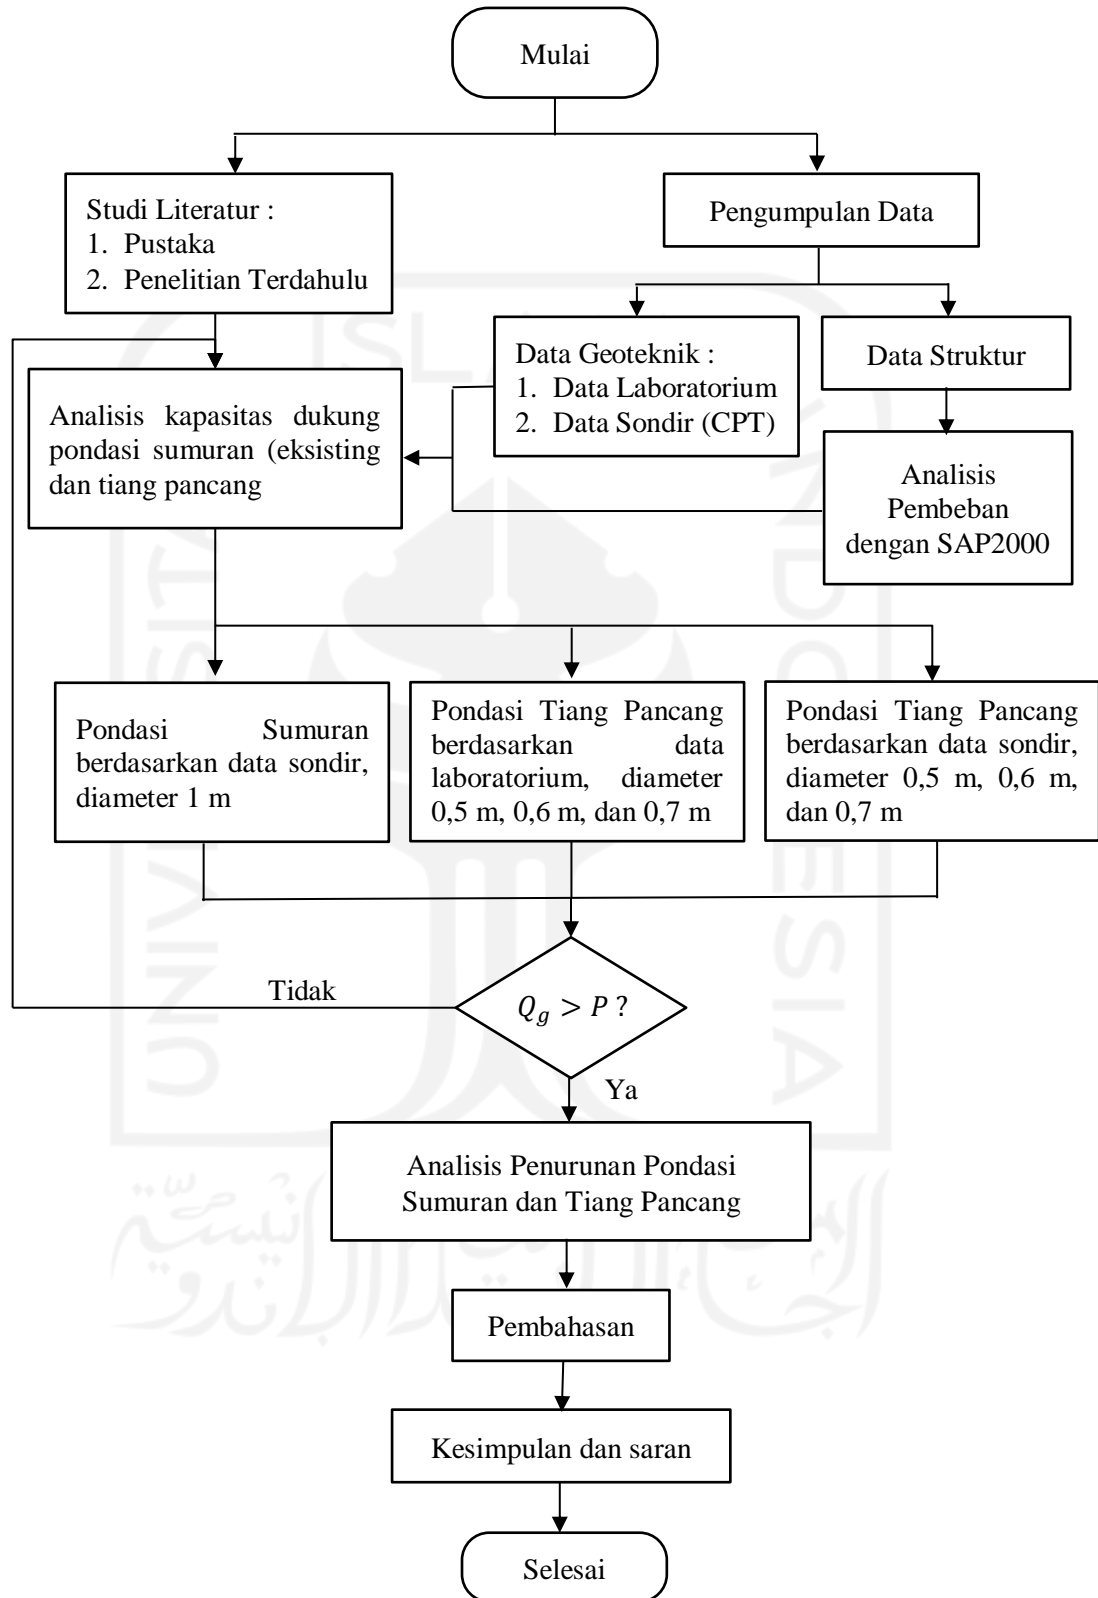 Mulai
Studi Literatur :
1. Pustaka
2. Penelitian Terdahulu
Pengumpulan Data
Data Geoteknik :
1. Data Laboratorium
2. Data Sondir (CPT)
Data Struktur
Analisis kapasitas dukung
pondasi sumuran (eksisting
dan tiang pancang
Analisis
Pembeban
dengan SAP2000
Pondasi Sumuran
berdasarkan data sondir,
diameter 1 m
Pondasi Tiang Pancang
berdasarkan data
laboratorium, diameter
0,5 m, 0,6 m, dan 0,7 m
Pondasi Tiang Pancang
berdasarkan data sondir,
diameter 0,5 m, 0,6 m,
dan 0,7 m
Tidak
𝑄𝑔 > 𝑃 ?
Ya
Analisis Penurunan Pondasi
Sumuran dan Tiang Pancang
Pembahasan
Kesimpulan dan saran
Selesai
UNIVERSITAS
ISLAM
INDONESIA